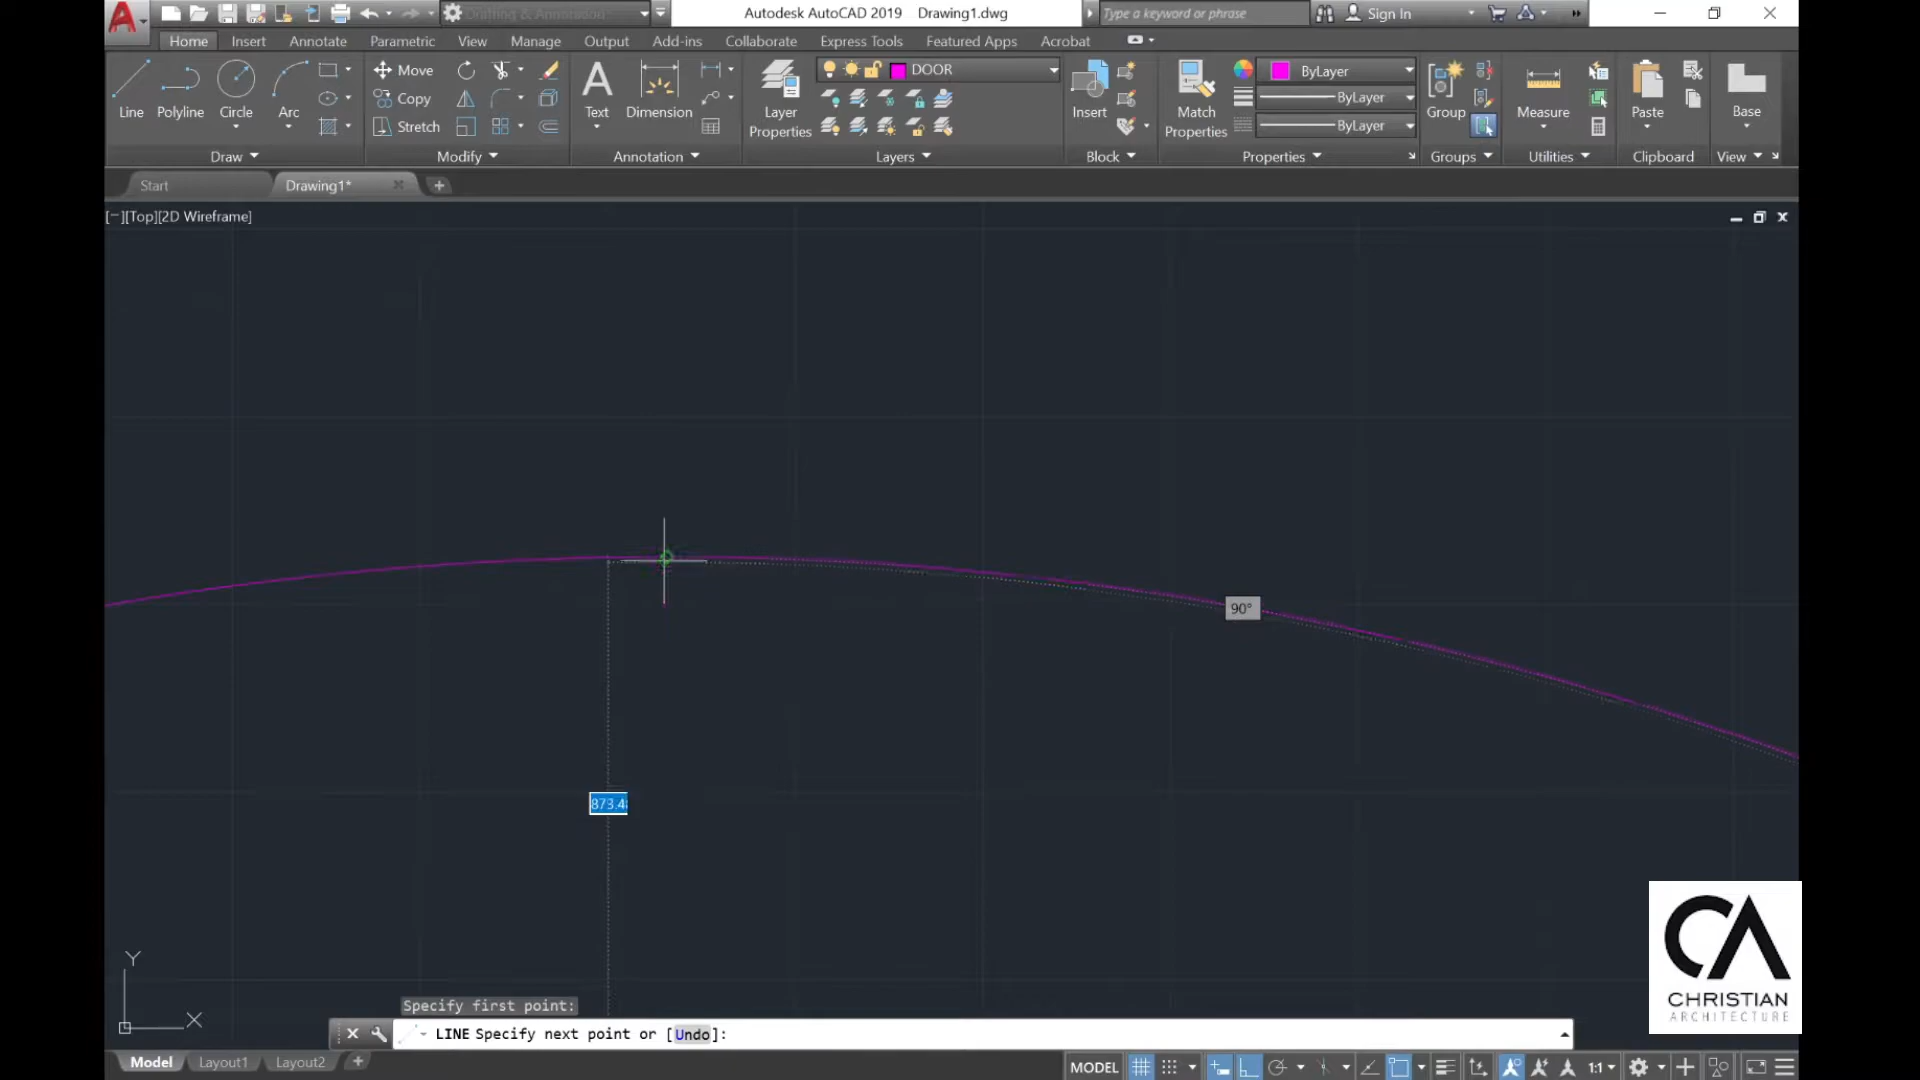 Drafting & Annotation
Autodesk AutoCAD 2019 Drawing1.dwg
Type a keyword or phrase
Sign In
Home Insert Annotate Parametric View Manage Output Add-ins Collaborate Express Tools Featured Apps Acrobat
Line Polyline Circle Arc
Move
Copy
Stretch
Text Dimension
Layer Properties
DOOR
Insert
Match Properties
ByLayer
ByLayer
ByLayer
Group
Measure
Paste
Base
Draw Modify Annotation Layers Block Properties Groups Utilities Clipboard View
Start Drawing1*
[−][Top][2D Wireframe]
90°
873.4
Y
X
Specify first point:
LINE Specify next point or [Undo]:
CA
CHRISTIAN
ARCHITECTURE
Model Layout1 Layout2
MODEL 1:1